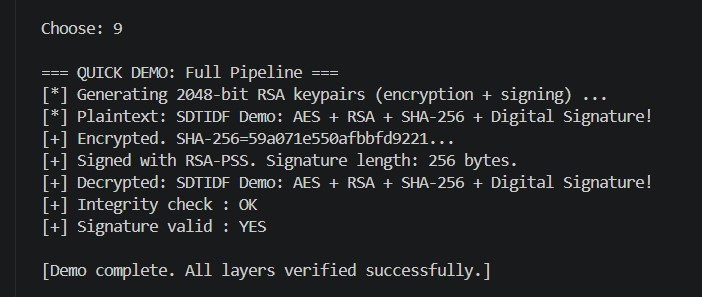 Choose: 9
=== QUICK DEMO: Full Pipeline ===
[*] Generating 2048-bit RSA keypairs (encryption + signing) ...
[*] Plaintext: SDTIDF Demo: AES + RSA + SHA-256 + Digital Signature!
[+] Encrypted. SHA-256=59a071e550afbbfd9221...
[+] Signed with RSA-PSS. Signature length: 256 bytes.
[+] Decrypted: SDTIDF Demo: AES + RSA + SHA-256 + Digital Signature!
[+] Integrity check : OK
[+] Signature valid : YES
[Demo complete. All layers verified successfully.]